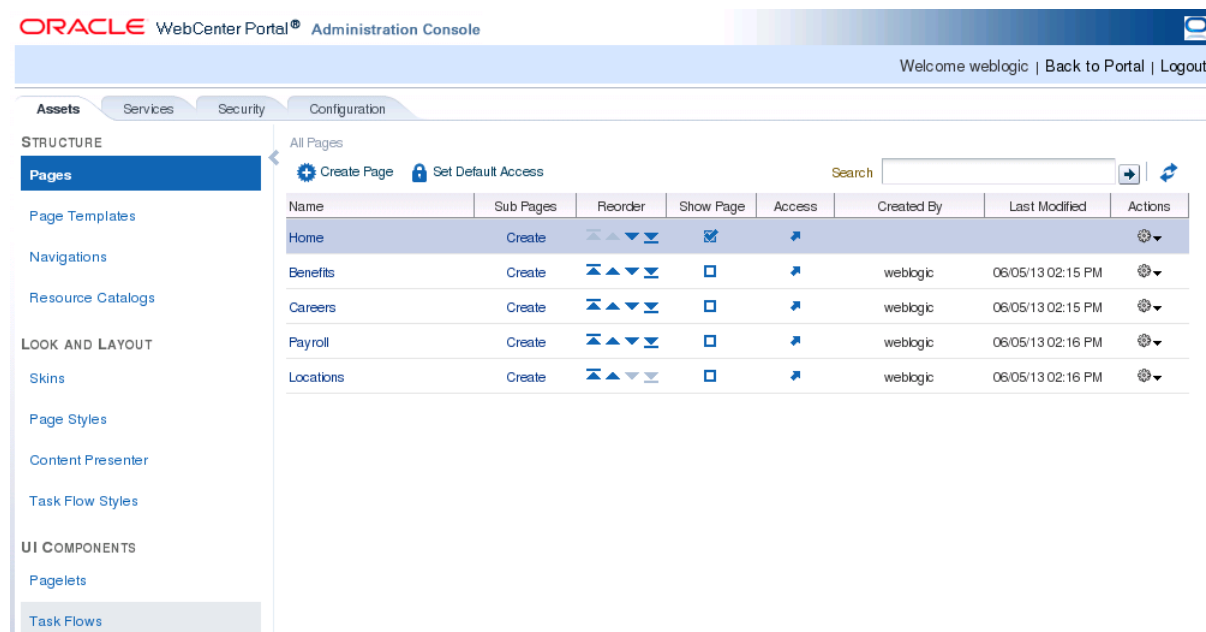 ORACLE WebCenter Portal® Administration Console
Welcome weblogic | Back to Portal | Logout
Assets Services Security Configuration
STRUCTURE
Pages
Page Templates
Navigations
Resource Catalogs
LOOK AND LAYOUT
Skins
Page Styles
Content Presenter
Task Flow Styles
UI COMPONENTS
Pagelets
Task Flows
All Pages
Create Page Set Default Access Search
Name Sub Pages Reorder Show Page Access Created By Last Modified Actions
Home Create
Benefits Create weblogic 06/05/13 02:15 PM
Careers Create weblogic 06/05/13 02:15 PM
Payroll Create weblogic 06/05/13 02:16 PM
Locations Create weblogic 06/05/13 02:16 PM